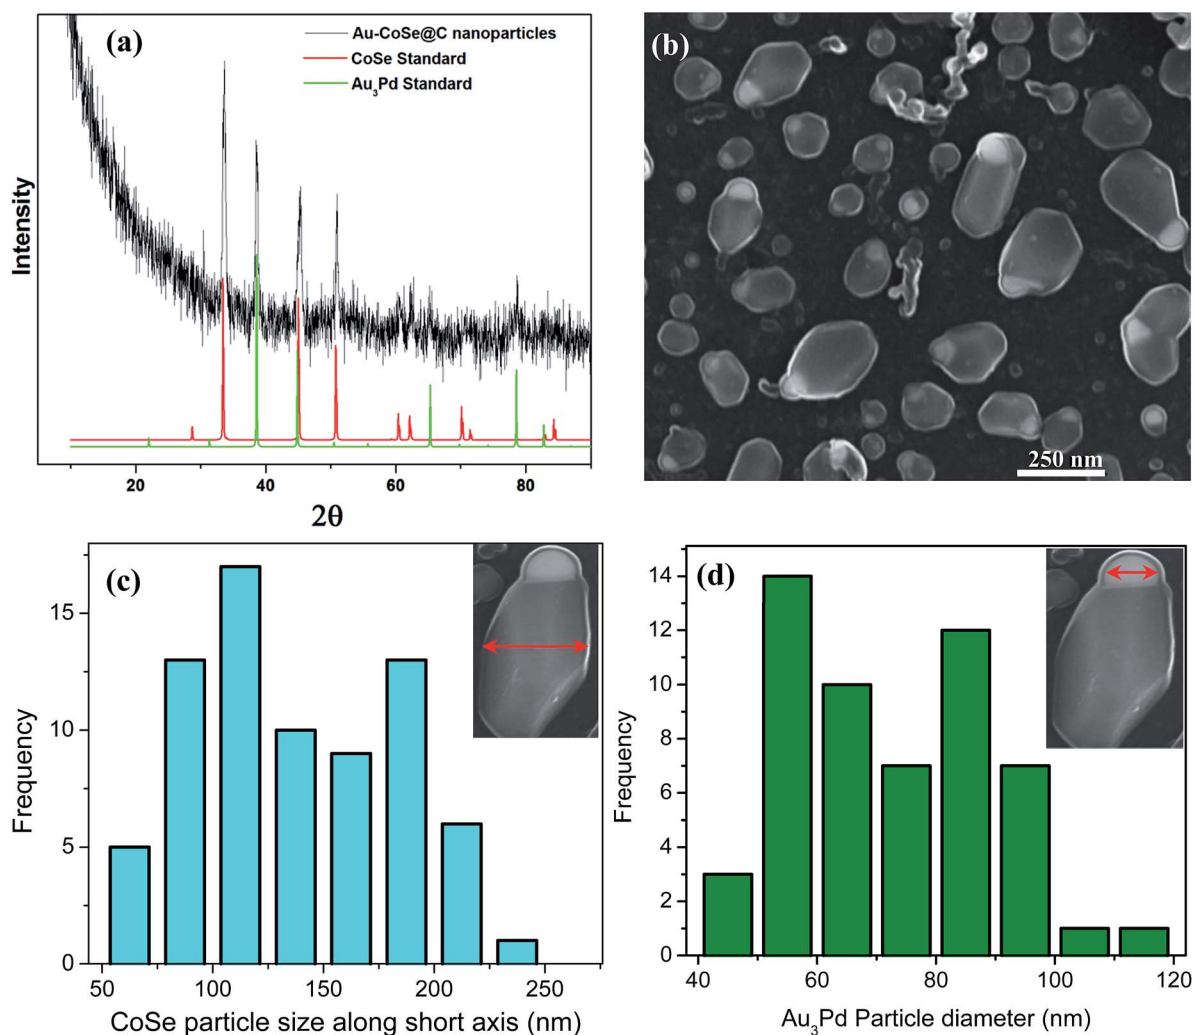 (a)
Au-CoSe@C nanoparticles
CoSe Standard
Au₃Pd Standard
Intensity
20 40 60 80
2θ
(b)
250 nm
(c)
15
10
5
0
Frequency
50 100 150 200 250
CoSe particle size along short axis (nm)
(d)
14
12
10
8
6
4
2
0
Frequency
40 60 80 100 120
Au₃Pd Particle diameter (nm)